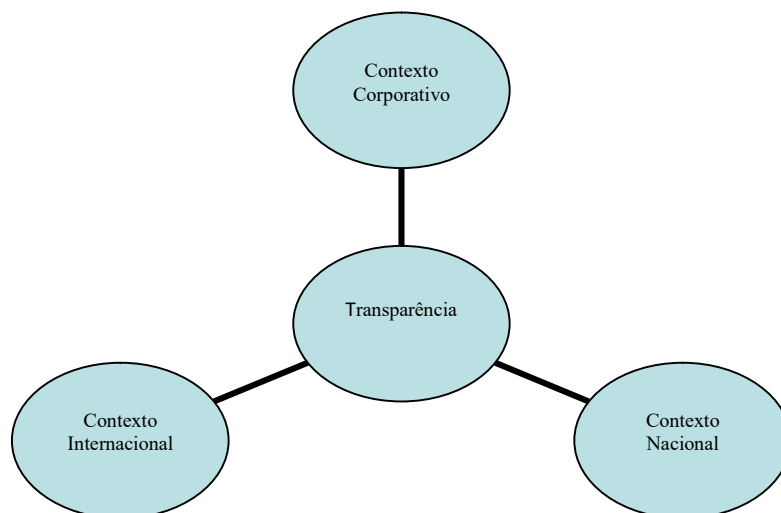 Contexto
Corporativo
Transparência
Contexto
Internacional
Contexto
Nacional